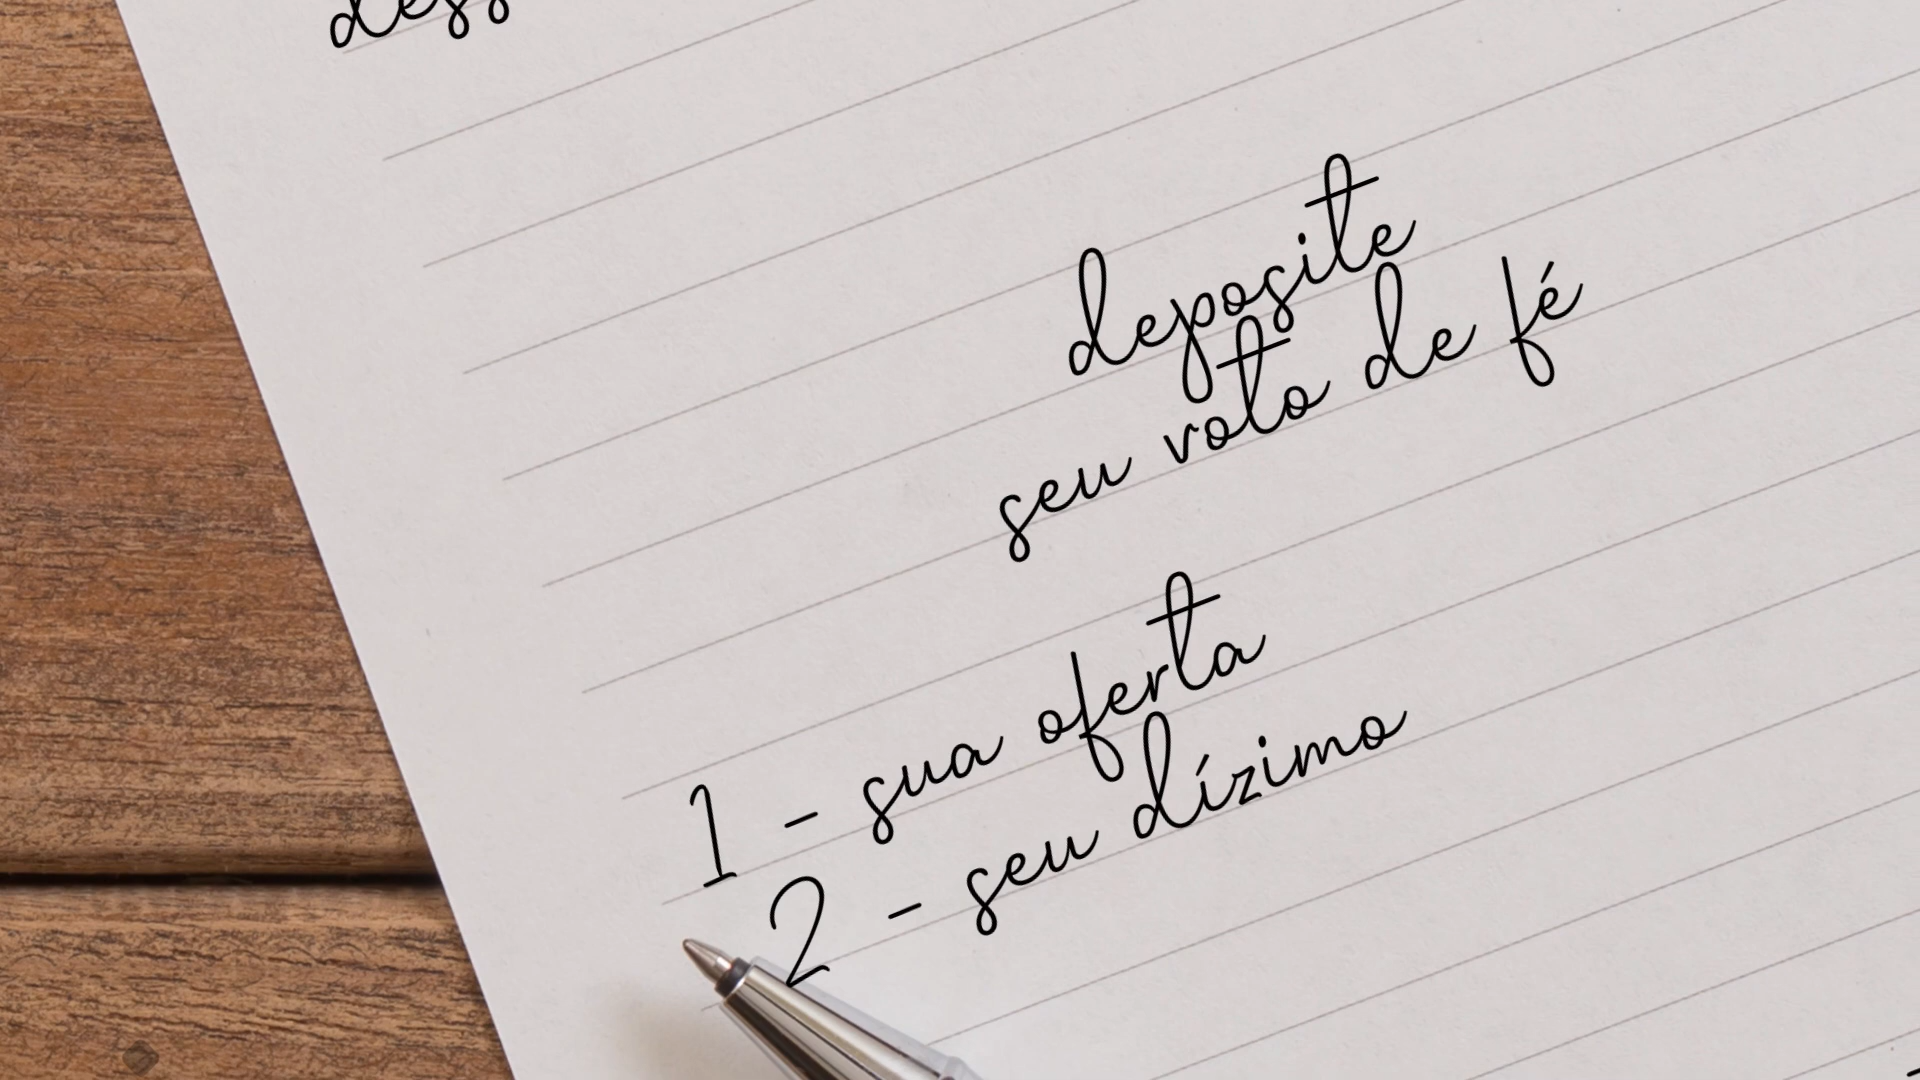 deposite
seu voto de fé
1 - sua oferta
2 - seu dízimo